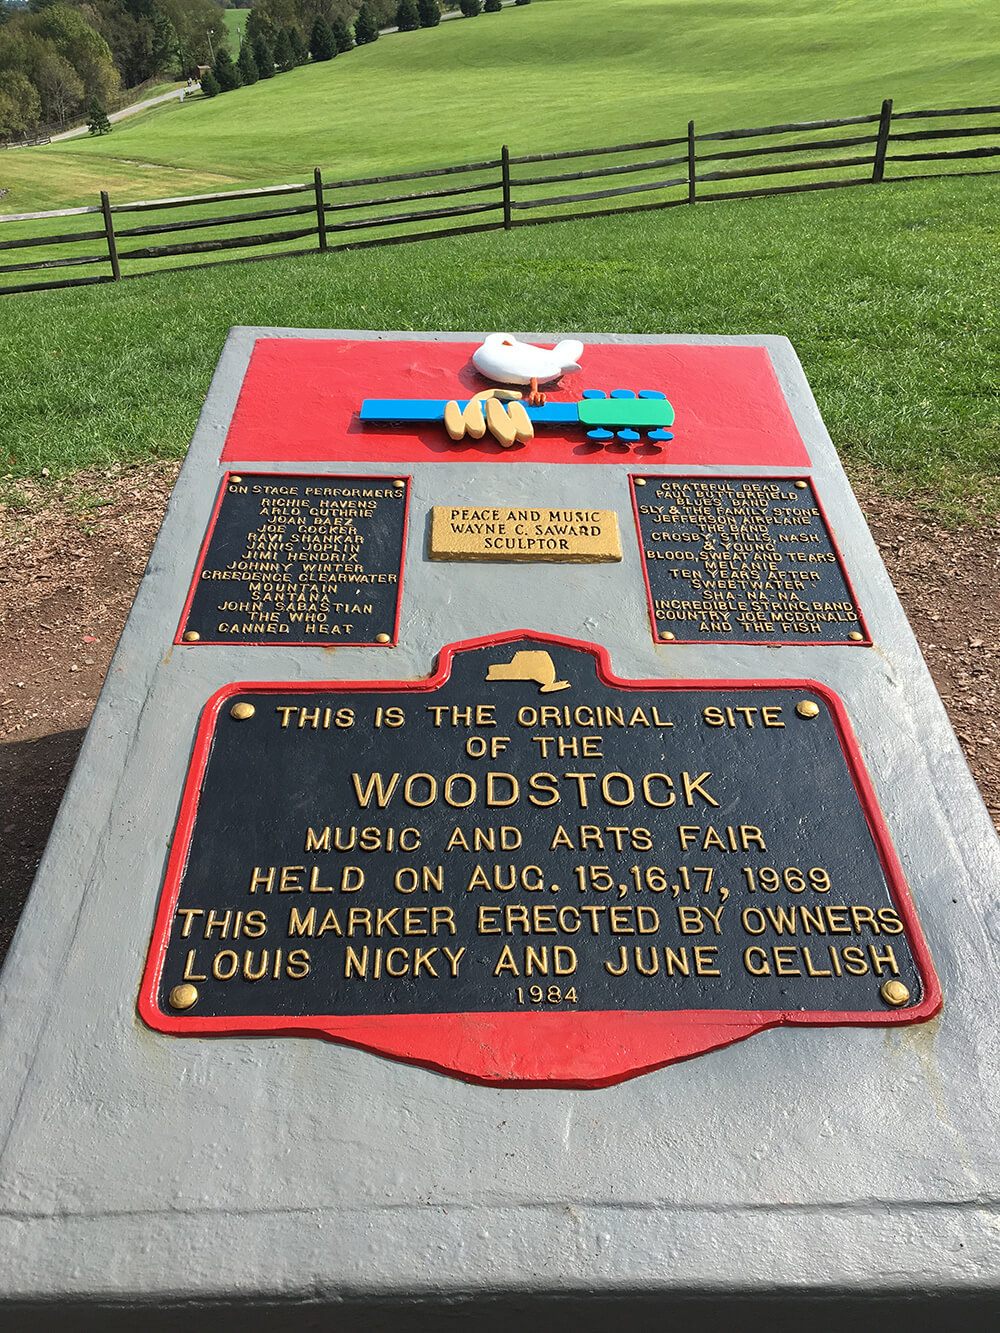 ON STAGE PERFORMERS
RICHIE HAVENS
ARLO GUTHRIE
JOAN BAEZ
JOE COCKER
RAVI SHANKAR
JANIS JOPLIN
JIMI HENDRIX
JOHNNY WINTER
CREEDENCE CLEARWATER
MOUNTAIN
SANTANA
JOHN SABASTIAN
THE WHO
CANNED HEAT
PEACE AND MUSIC
WAYNE C. SAWARD
SCULPTOR
GRATEFUL DEAD
PAUL BUTTERFIELD
BLUES BAND
SLY & THE FAMILY STONE
JEFFERSON AIRPLANE
THE BAND
CROSBY, STILLS, NASH
& YOUNG
BLOOD, SWEAT AND TEARS
MELANIE
TEN YEARS AFTER
SWEETWATER
SHA-NA-NA
INCREDIBLE STRING BAND
COUNTRY JOE MCDONALD
AND THE FISH
THIS IS THE ORIGINAL SITE
OF THE
WOODSTOCK
MUSIC AND ARTS FAIR
HELD ON AUG. 15,16,17, 1969
THIS MARKER ERECTED BY OWNERS
LOUIS NICKY AND JUNE GELISH
1984